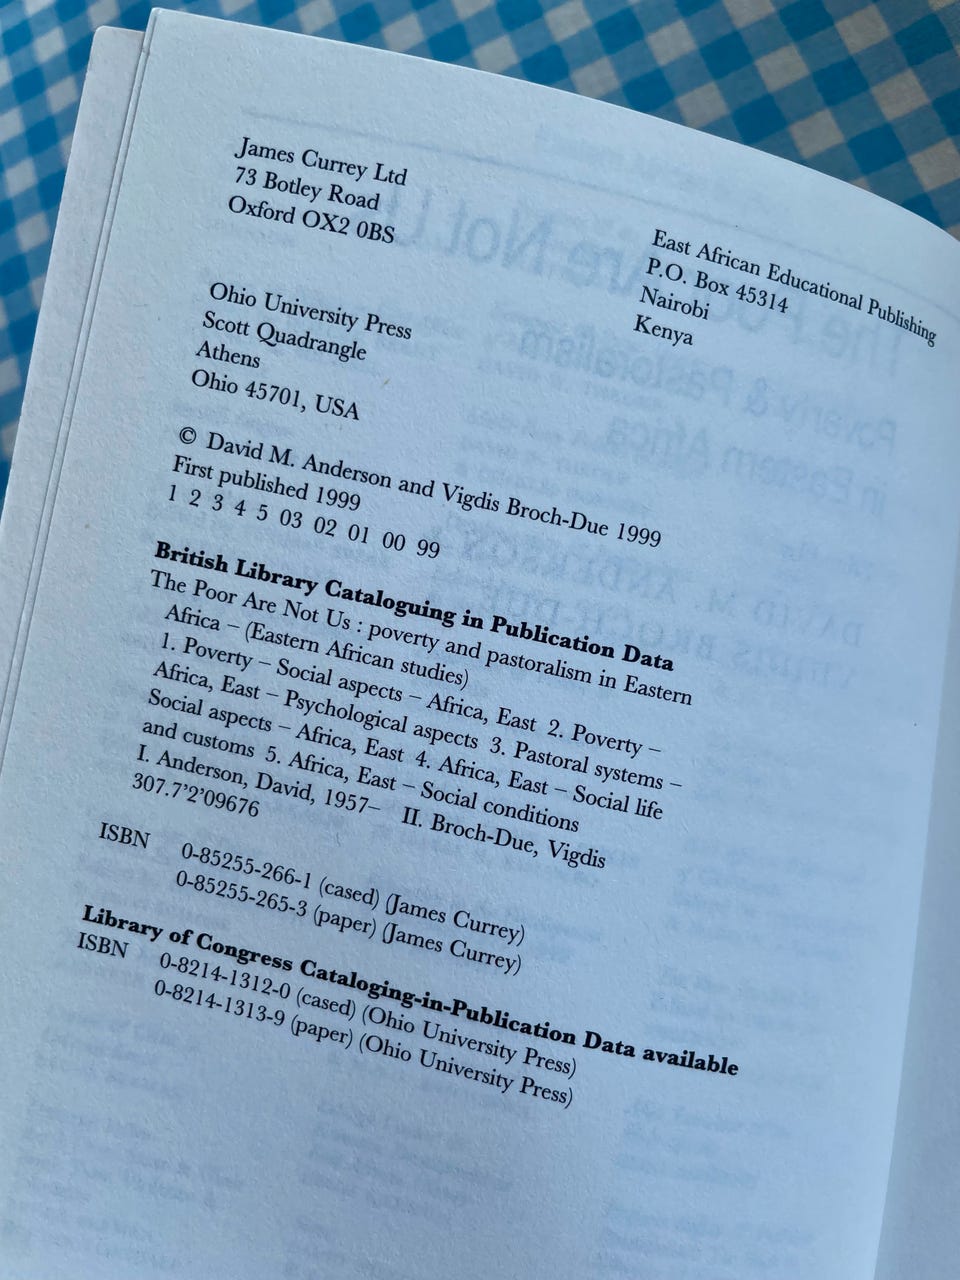 James Currey Ltd
73 Botley Road
Oxford OX2 0BS
East African Educational Publishing
P.O. Box 45314
Nairobi
Kenya
Ohio University Press
Scott Quadrangle
Athens
Ohio 45701, USA
© David M. Anderson and Vigdis Broch-Due 1999
First published 1999
1 2 3 4 5 03 02 01 00 99
British Library Cataloguing in Publication Data
The Poor Are Not Us : poverty and pastoralism in Eastern
Africa – (Eastern African studies)
1. Poverty – Social aspects – Africa, East 2. Poverty –
Africa, East – Psychological aspects 3. Pastoral systems –
Social aspects – Africa, East 4. Africa, East – Social life
and customs 5. Africa, East – Social conditions
I. Anderson, David, 1957– II. Broch-Due, Vigdis
307.7'2'09676
ISBN 0-85255-266-1 (cased) (James Currey)
0-85255-265-3 (paper) (James Currey)
Library of Congress Cataloging-in-Publication Data available
ISBN 0-8214-1312-0 (cased) (Ohio University Press)
0-8214-1313-9 (paper) (Ohio University Press)